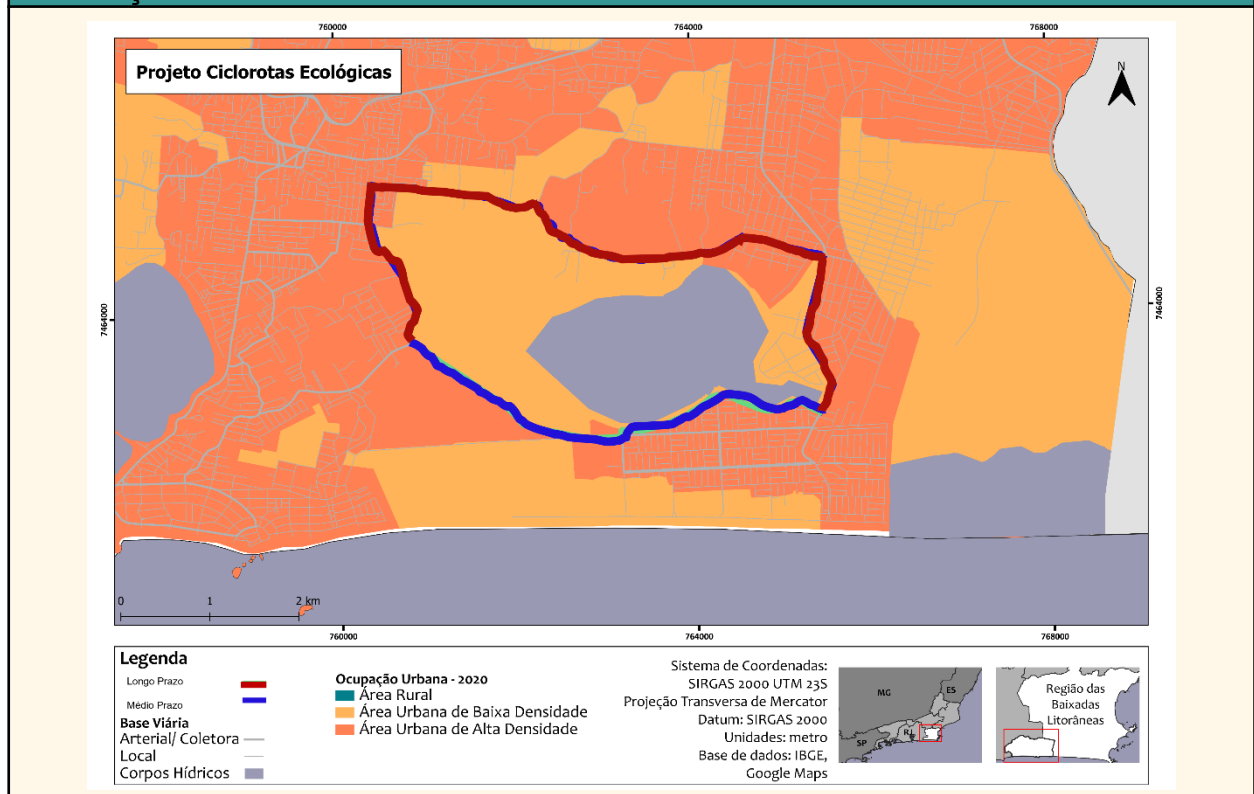 760000
764000
768000
Projeto Ciclorotas Ecológicas
N
7464000
7464000
0 1 2 km
760000
764000
768000
Legenda
Longo Prazo
Médio Prazo
Base Viária
Arterial/ Coletora
Local
Corpos Hídricos
Ocupação Urbana - 2020
Área Rural
Área Urbana de Baixa Densidade
Área Urbana de Alta Densidade
Sistema de Coordenadas:
SIRGAS 2000 UTM 23S
Projeção Transversa de Mercator
Datum: SIRGAS 2000
Unidades: metro
Base de dados: IBGE,
Google Maps
MG
ES
RJ
SP
Região das
Baixadas
Litorâneas